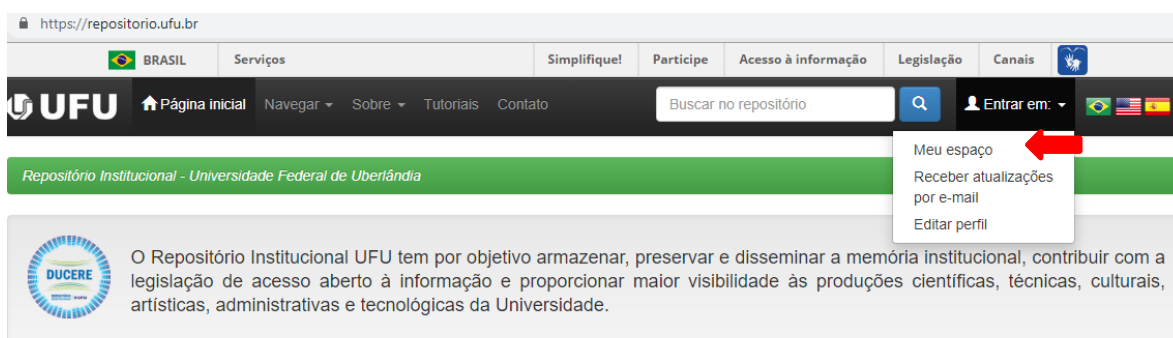 https://repositorio.ufu.br
BRASIL Serviços Simplifique! Participe Acesso à informação Legislação Canais
UFU Página inicial Navegar Sobre Tutoriais Contato Buscar no repositório Entrar em:
Meu espaço
Receber atualizações
por e-mail
Editar perfil
Repositório Institucional - Universidade Federal de Uberlândia
DUCERE
O Repositório Institucional UFU tem por objetivo armazenar, preservar e disseminar a memória institucional, contribuir com a
legislação de acesso aberto à informação e proporcionar maior visibilidade às produções científicas, técnicas, culturais,
artísticas, administrativas e tecnológicas da Universidade.